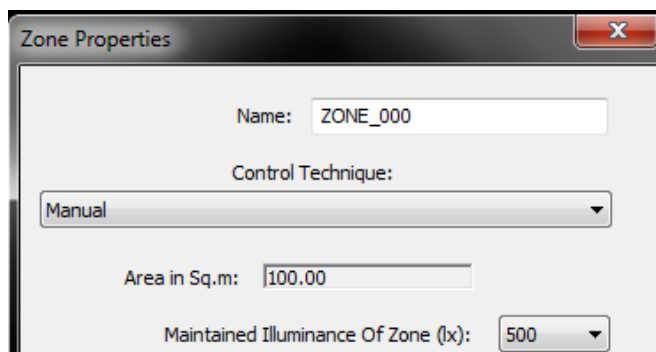 Zone Properties
Name: ZONE_000
Control Technique:
Manual
Area in Sq.m: 100.00
Maintained Illuminance Of Zone (lx): 500